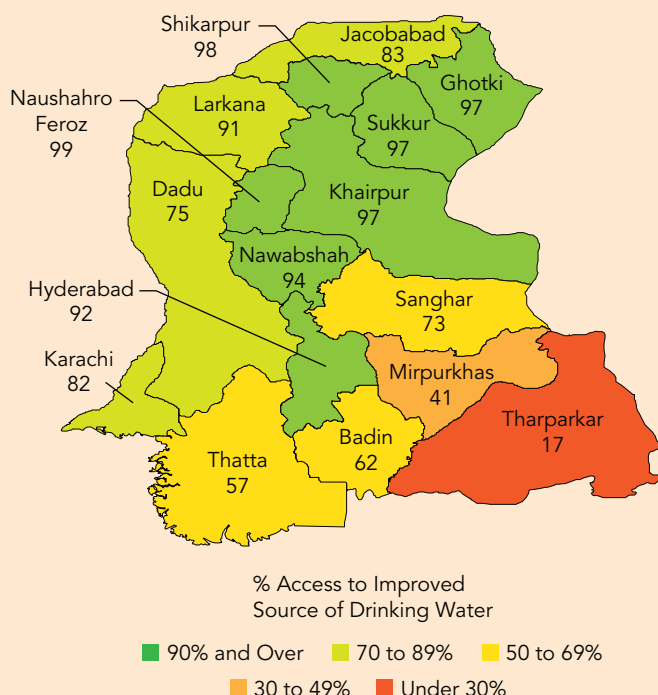 Shikarpur
98
Jacobabad
83
Ghotki
97
Naushahro
Feroz
99
Larkana
91
Sukkur
97
Dadu
75
Khairpur
97
Nawabshah
94
Hyderabad
92
Sanghar
73
Karachi
82
Mirpurkhas
41
Tharparkar
17
Badin
62
Thatta
57
% Access to Improved
Source of Drinking Water
90% and Over
70 to 89%
50 to 69%
30 to 49%
Under 30%